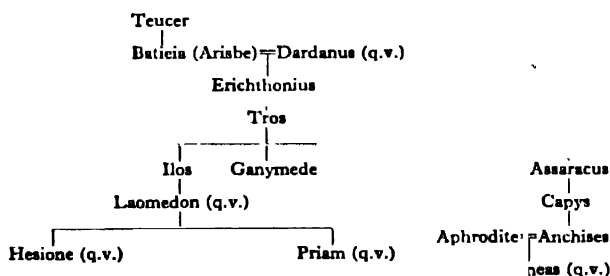 Teucer
Batieia (Arisbe) = Dardanus (q.v.)
Erichthonius
Tros
Ilos Ganymede Assaracus
Laomedon (q.v.) Capys
Aphrodite = Anchises
Hesione (q.v.) Priam (q.v.)
neas (q.v.)